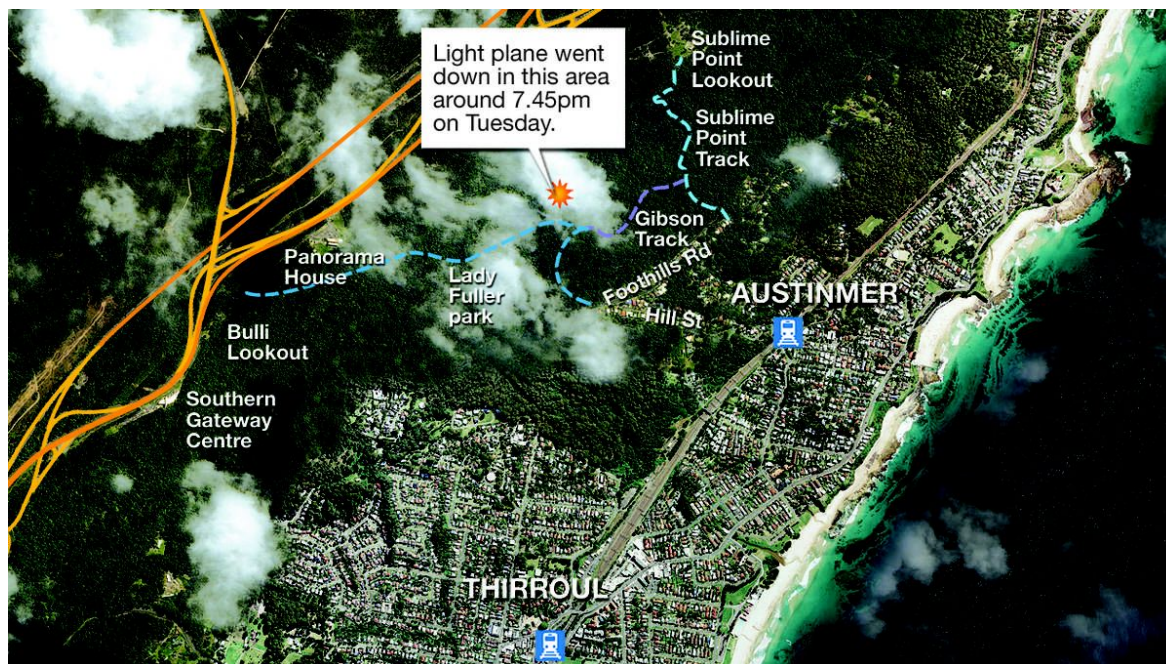 Light plane went
down in this area
around 7.45pm
on Tuesday.
Sublime
Point
Lookout
Sublime
Point
Track
Gibson
Track
Panorama
House
Lady
Fuller
park
Foothills Rd
Hill St
AUSTINMER
Bulli
Lookout
Southern
Gateway
Centre
THIRROUL